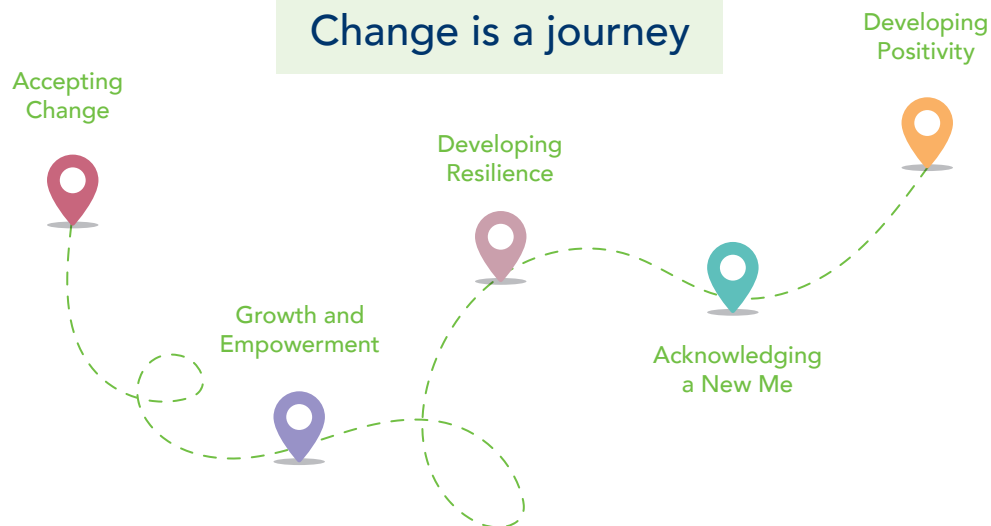 Change is a journey
Accepting
Change
Growth and
Empowerment
Developing
Resilience
Acknowledging
a New Me
Developing
Positivity